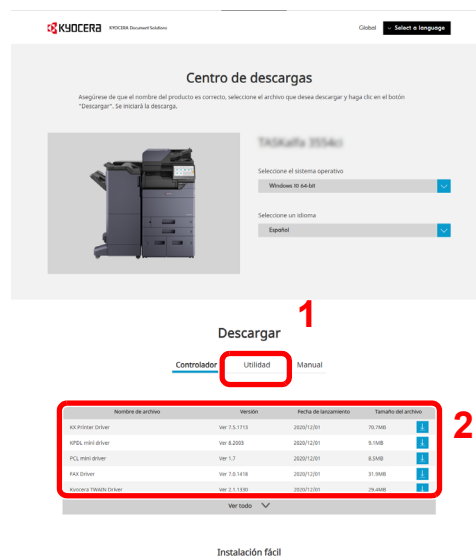 KYOCERA KYOCERA Document Solutions Global Select a language
Centro de descargas
Asegúrese de que el nombre del producto es correcto, seleccione el archivo que desea descargar y haga clic en el botón
"Descargar". Se iniciará la descarga.
TASKalfa 3554ci
Seleccione el sistema operativo
Windows 10 64-bit
Seleccione un idioma
Español
1
Descargar
Controlador Utilidad Manual
Nombre de archivo Versión Fecha de lanzamiento Tamaño del archivo
KX Printer Driver Ver 7.5.1713 2020/12/01 70.7MB
2
KPDL mini driver Ver 8.2003 2020/12/01 9.1MB
PCL mini driver Ver 1.7 2020/12/01 8.5MB
FAX Driver Ver 7.0.1418 2020/12/01 31.9MB
Kyocera TWAIN Driver Ver 2.1.1330 2020/12/01 29.4MB
Ver todo
Instalación fácil